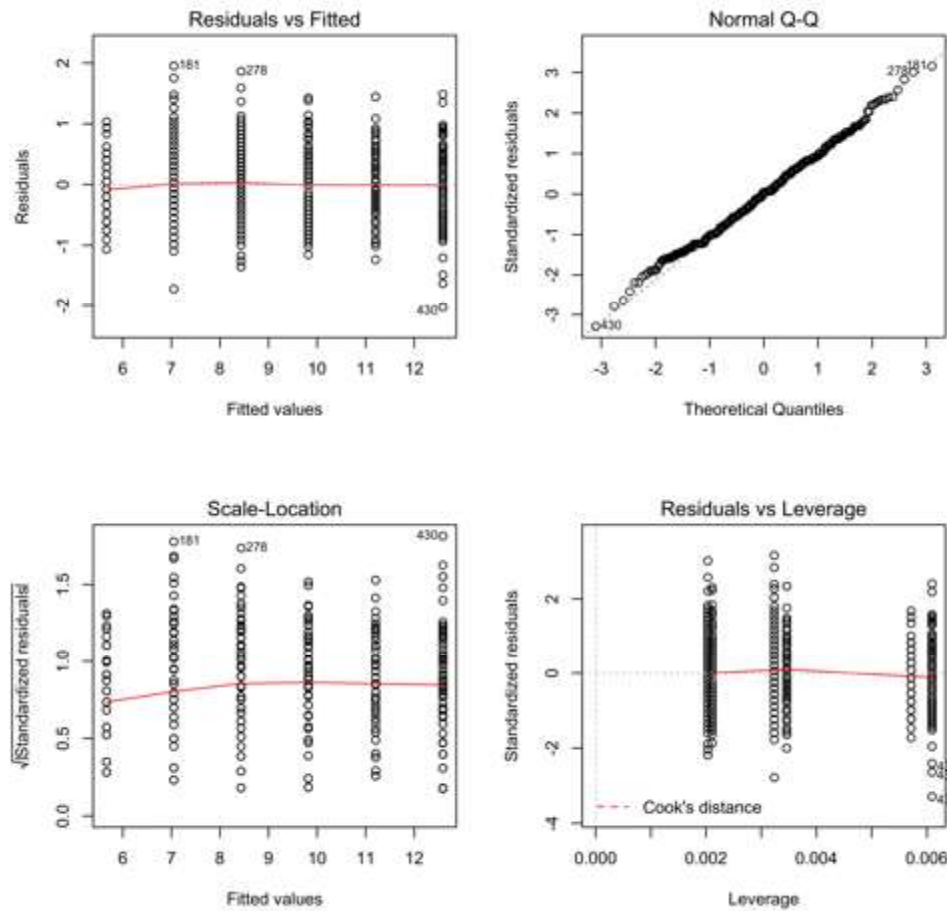 Residuals vs Fitted
Residuals
2
1
0
-1
-2
181
278
430
6 7 8 9 10 11 12
Fitted values
Normal Q-Q
Standardized residuals
3
2
1
0
-1
-2
-3
278 181
430
-3 -2 -1 0 1 2 3
Theoretical Quantiles
Scale-Location
√|Standardized residuals|
1.5
1.0
0.5
0.0
181
278
430
6 7 8 9 10 11 12
Fitted values
Residuals vs Leverage
Standardized residuals
2
0
-2
-4
4
4
4
Cook's distance
0.000 0.002 0.004 0.006
Leverage